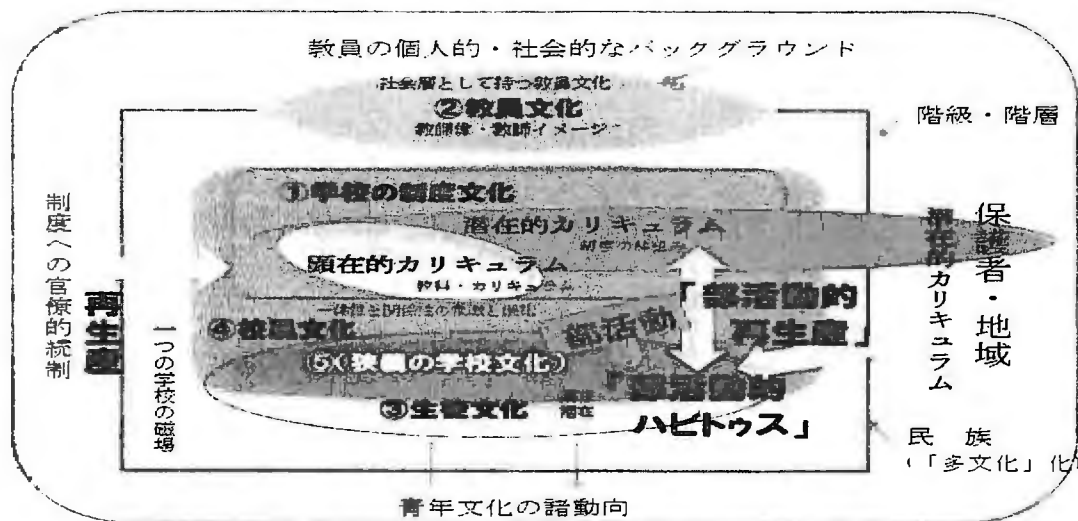 教員の個人的・社会的なバックグラウンド
社会層として持つ教員文化
②教員文化
教師像・教師イメージ
階級・階層
①学校の制度文化
潜在的カリキュラム
制度の枠組み
顕在的カリキュラム
教科・カリキュラム
制度への官僚的統制
再生産
一つの学校の磁場
④校風文化
部活動
「部活動的
再生産」
⑤(狭義の学校文化)
③生徒文化
「部活動的
ハビトゥス」
潜在的カリキュラム
保護者・地域
民　族
(「多文化」化
青年文化の諸動向